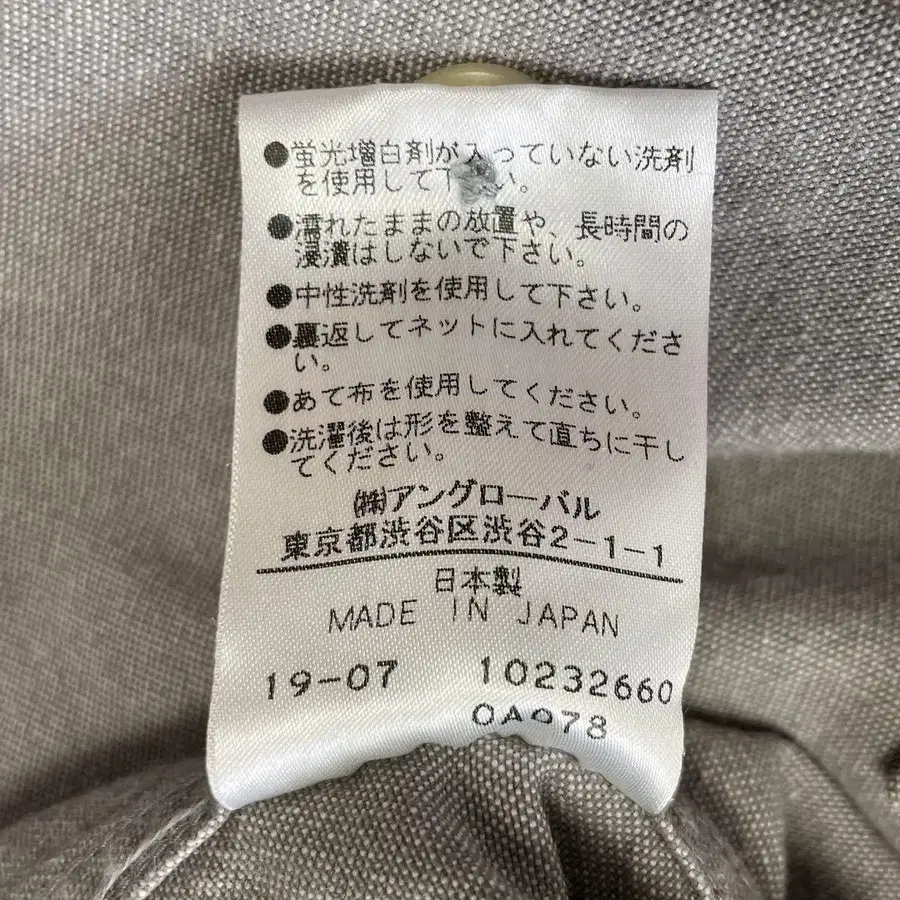 ●蛍光増白剤が入っていない洗剤
を使用して下さい。
●濡れたままの放置や、長時間の
浸漬はしないで下さい。
●中性洗剤を使用して下さい。
●裏返してネットに入れてくださ
い。
●あて布を使用してください。
●洗濯後は形を整えて直ちに干し
てください。
㈱アングローバル
東京都渋谷区渋谷2-1-1
日本製
MADE IN JAPAN
19-07 10232660
0A078